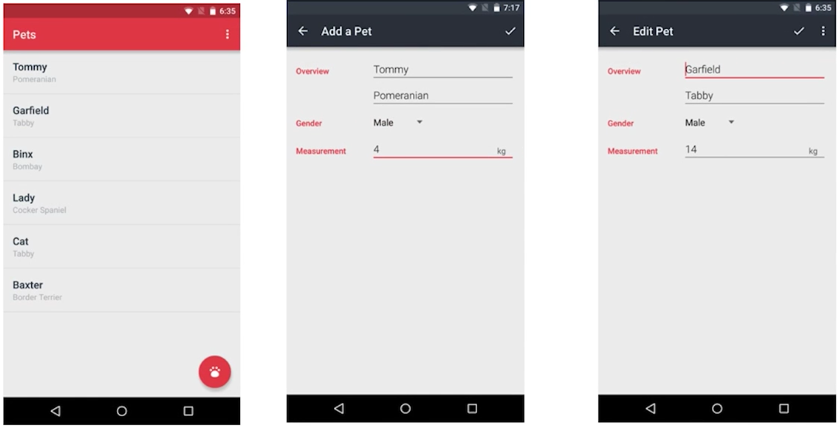 6:35
Pets
Tommy
Pomeranian
Garfield
Tabby
Binx
Bombay
Lady
Cocker Spaniel
Cat
Tabby
Baxter
Border Terrier
7:17
Add a Pet
Overview Tommy
Pomeranian
Gender Male
Measurement 4 kg
6:35
Edit Pet
Overview Garfield
Tabby
Gender Male
Measurement 14 kg